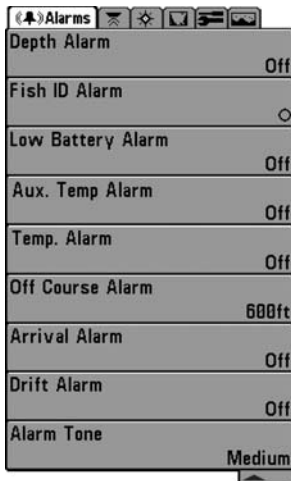 Alarms
Depth Alarm
Off
Fish ID Alarm
Low Battery Alarm
Off
Aux. Temp Alarm
Off
Temp. Alarm
Off
Off Course Alarm
600ft
Arrival Alarm
Off
Drift Alarm
Off
Alarm Tone
Medium